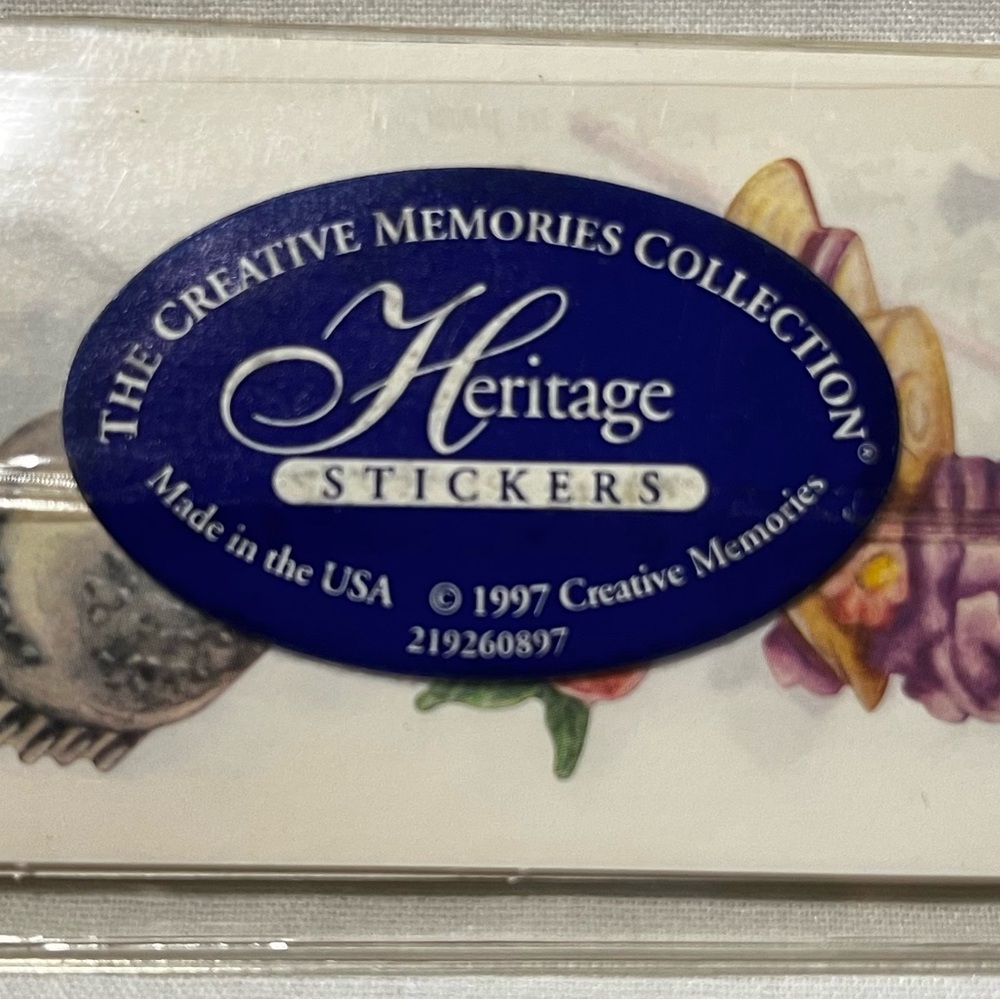 THE CREATIVE MEMORIES COLLECTION®
Heritage
STICKERS
Made in the USA © 1997 Creative Memories
219260897